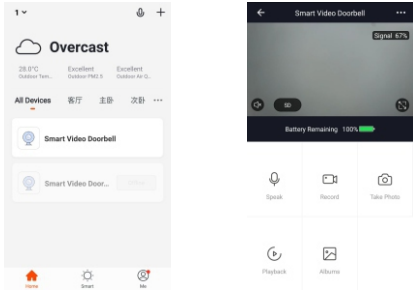 1
Overcast
28.0°C Excellent Excellent
Outdoor Tem... Outdoor PM2.5 Outdoor Air Q...
All Devices 客厅 主卧 次卧 ...
Smart Video Doorbell
Smart Video Door...
Home Smart Me
Smart Video Doorbell ...
Signal 67%
SD
Battery Remaining 100%
Speak Record Take Photo
Playback Albums